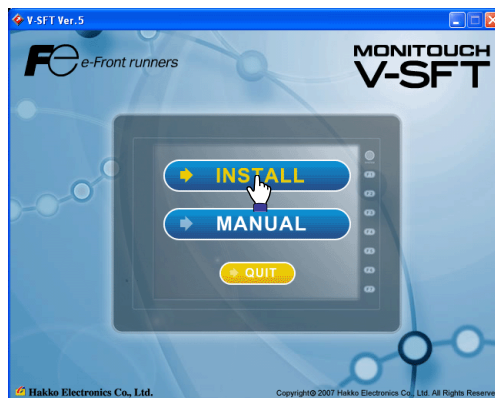 V-SFT Ver.5
Fe e-Front runners
MONITOUCH
V-SFT
INSTALL
MANUAL
QUIT
Hakko Electronics Co., Ltd.
Copyright@ 2007 Hakko Electronics Co., Ltd. All Rights Reserve